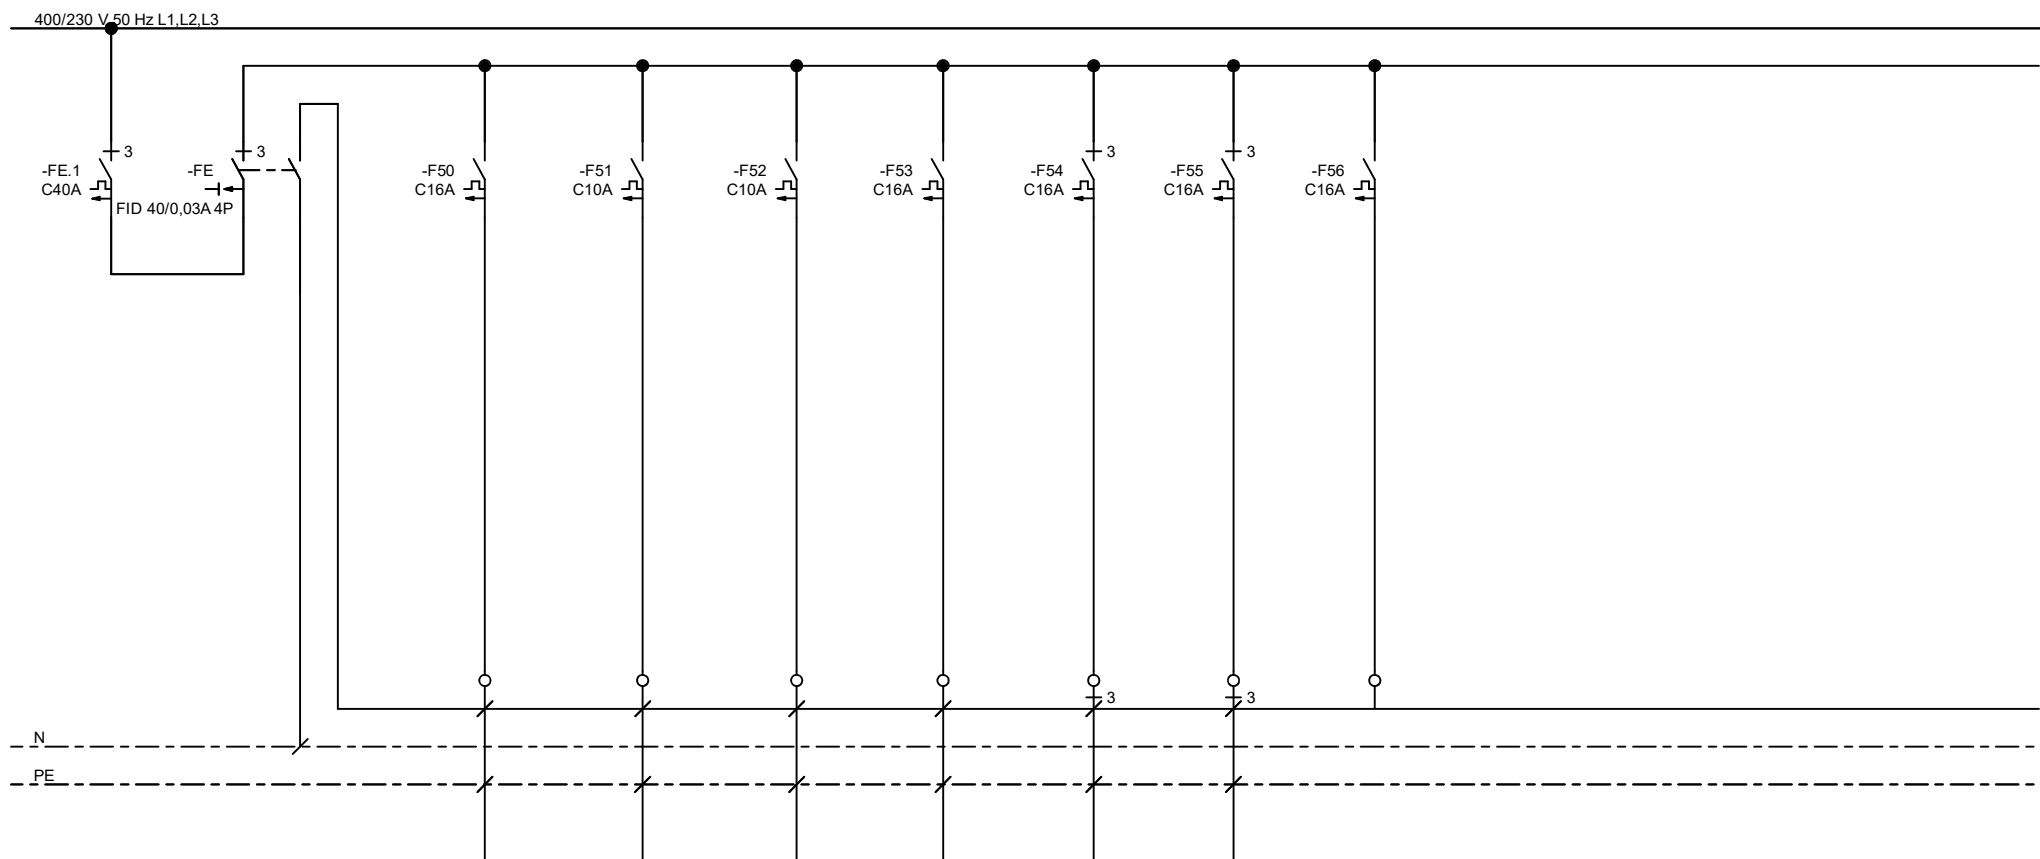 400/230 V 50 Hz L1,L2,L3
3
-FE.1
C40A
3
-FE
FID 40/0,03A 4P
-F50
C16A
-F51
C10A
-F52
C10A
-F53
C16A
3
-F54
C16A
3
-F55
C16A
-F56
C16A
3
3
N
PE